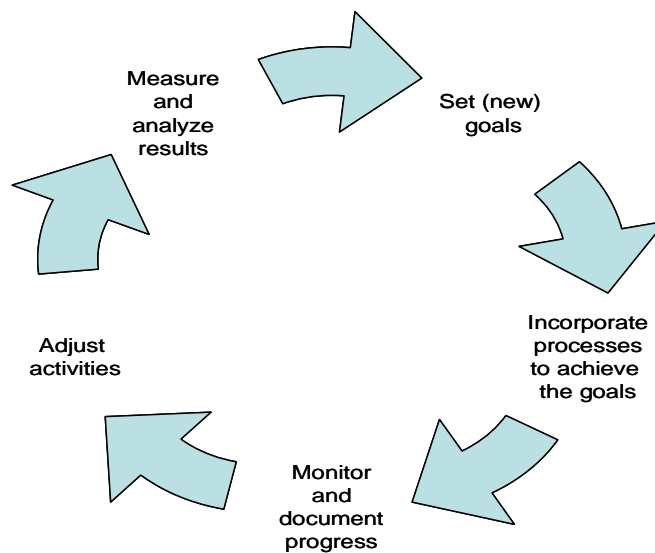 Measure
and
analyze
results
Set (new)
goals
Incorporate
processes
to achieve
the goals
Monitor
and
document
progress
Adjust
activities